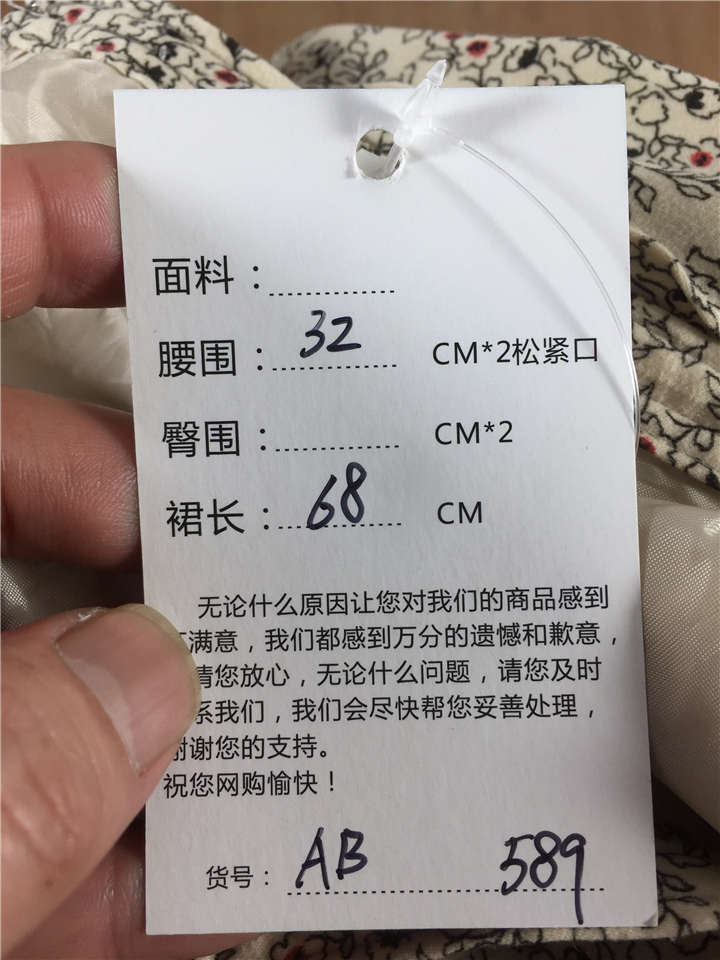 面料：
腰围：32 CM*2松紧口
臀围： CM*2
裙长：68 CM
无论什么原因让您对我们的商品感到
满意，我们都感到万分的遗憾和歉意，
请您放心，无论什么问题，请您及时
系我们，我们会尽快帮您妥善处理，
谢谢您的支持。
祝您网购愉快！
货号：AB 589